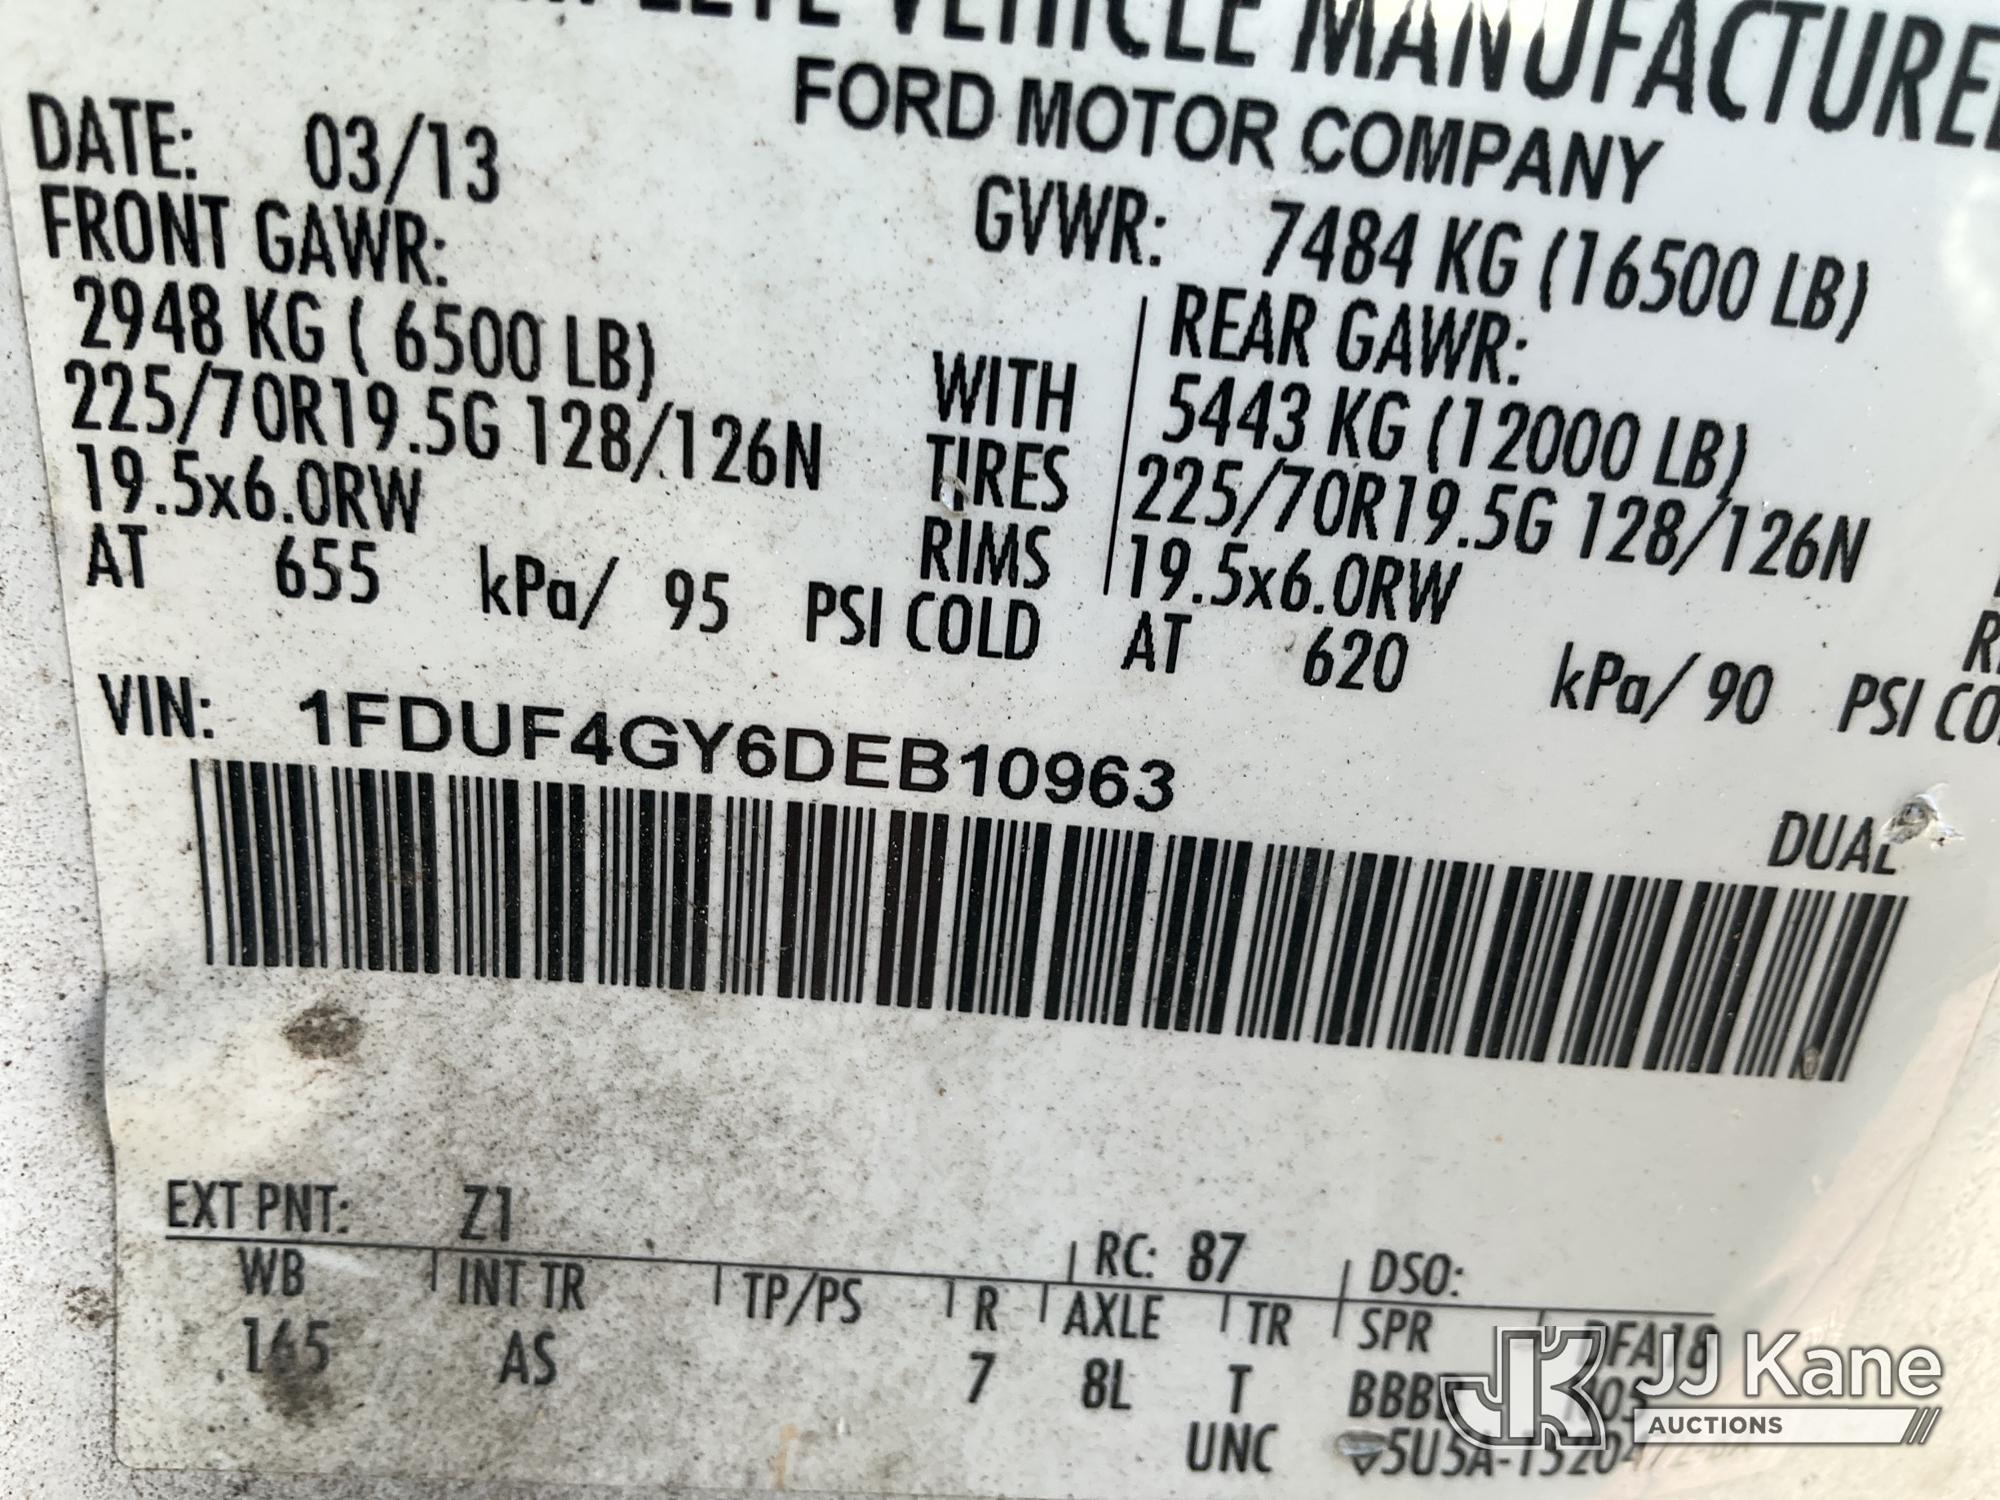 VEHICLE MANUFACTURED
FORD MOTOR COMPANY
DATE: 03/13
GVWR: 7484 KG (16500 LB)
FRONT GAWR:
2948 KG ( 6500 LB)
225/70R19.5G 128/126N
19.5x6.0RW
AT 655 kPa/ 95 PSI COLD
WITH
TIRES
RIMS
REAR GAWR:
5443 KG (12000 LB)
225/70R19.5G 128/126N
19.5x6.0RW
AT 620 kPa/ 90 PSI
VIN: 1FDUF4GY6DEB10963
DUAL
EXT PNT: Z1 RC: 87 DSO:
WB INT TR TP/PS R AXLE TR SPR
165 AS 7 8L T
UNC
JJ Kane
AUCTIONS